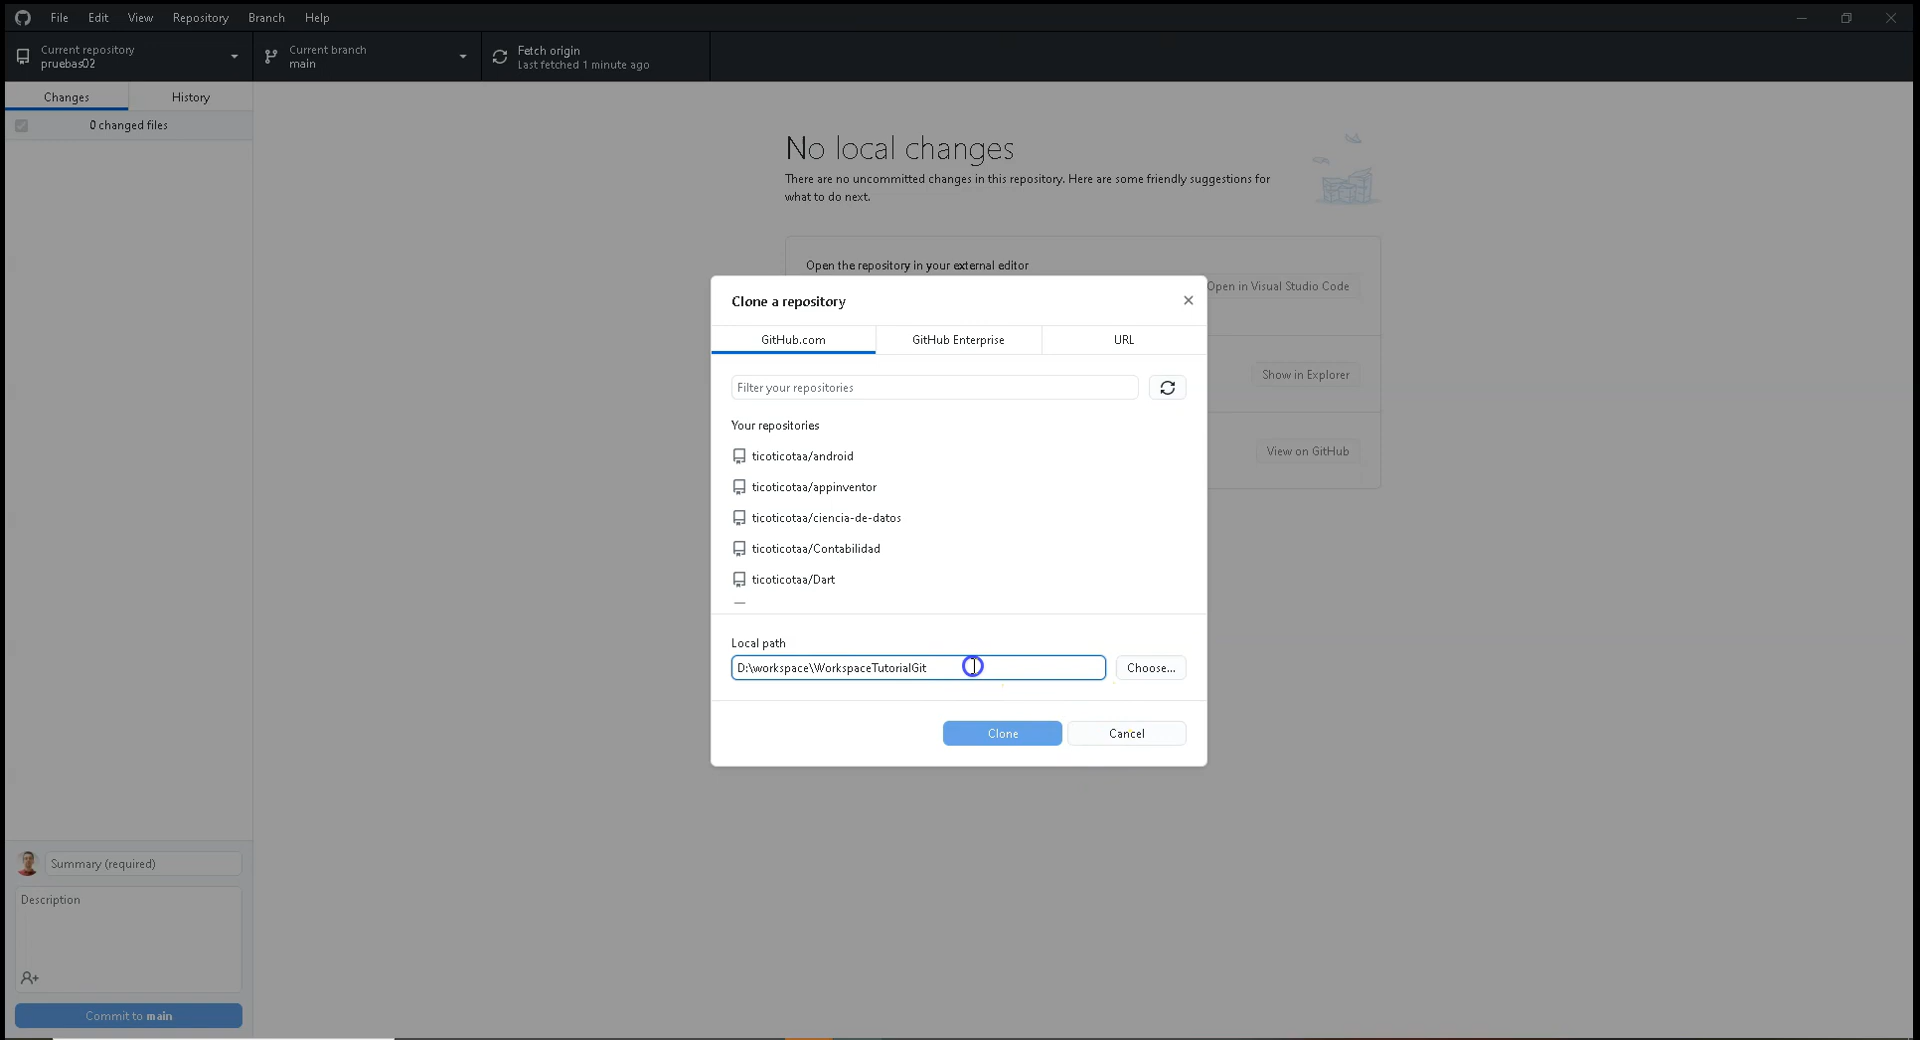 File Edit View Repository Branch Help
Current repository
pruebas02
Current branch
main
Fetch origin
Last fetched 1 minute ago
Changes History
0 changed files
No local changes
There are no uncommitted changes in this repository. Here are some friendly suggestions for
what to do next.
Open the repository in your external editor
Open in Visual Studio Code
Show in Explorer
View on GitHub
Clone a repository
GitHub.com GitHub Enterprise URL
Filter your repositories
Your repositories
ticoticotaa/android
ticoticotaa/appinventor
ticoticotaa/ciencia-de-datos
ticoticotaa/Contabilidad
ticoticotaa/Dart
Local path
D:\workspace\WorkspaceTutorialGit
Choose...
Clone Cancel
Summary (required)
Description
Commit to main